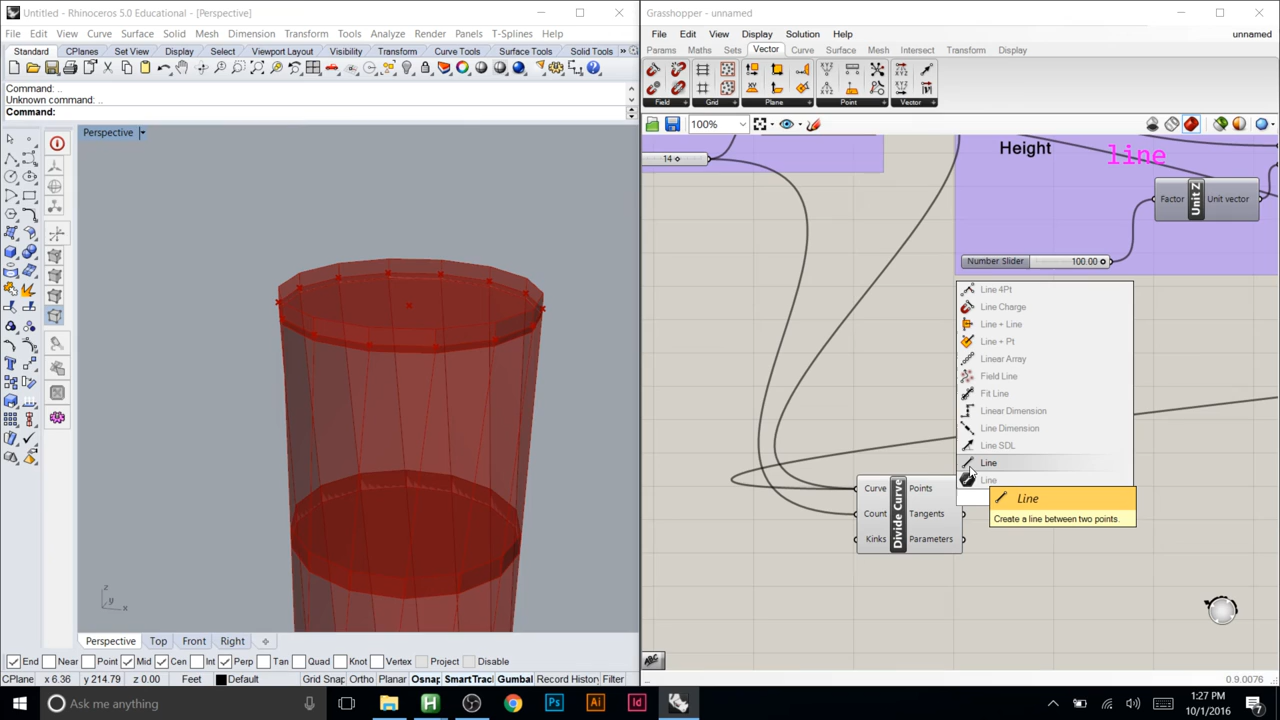 Untitled - Rhinoceros 5.0 Educational - [Perspective]
File Edit View Curve Surface Solid Mesh Dimension Transform Tools Analyze Render Panels T-Splines Help
Standard CPlanes Set View Display Select Viewport Layout Visibility Transform Curve Tools Surface Tools Solid Tools
Command: ..
Unknown command: ..
Command:
Perspective
z
y
x
Perspective Top Front Right
End Near Point Mid Cen Int Perp Tan Quad Knot Vertex Project Disable
CPlane x 6.36 y 214.79 z 0.00 Feet Default Grid Snap Ortho Planar Osnap SmartTrac Gumbal Record History Filter
Grasshopper - unnamed
File Edit View Display Solution Help unnamed
Params Maths Sets Vector Curve Surface Mesh Intersect Transform Display
Field Grid Plane Point Vector
100%
14
Height
line
Factor Unit Z Unit vector
Number Slider 100.00
Line 4Pt
Line Charge
Line + Line
Line + Pt
Linear Array
Field Line
Fit Line
Linear Dimension
Line Dimension
Line SDL
Line
Line
Line
Create a line between two points.
Curve Points
Count Tangents
Kinks Parameters
Divide Curve
0.9.0076
Ask me anything
1:27 PM
10/1/2016